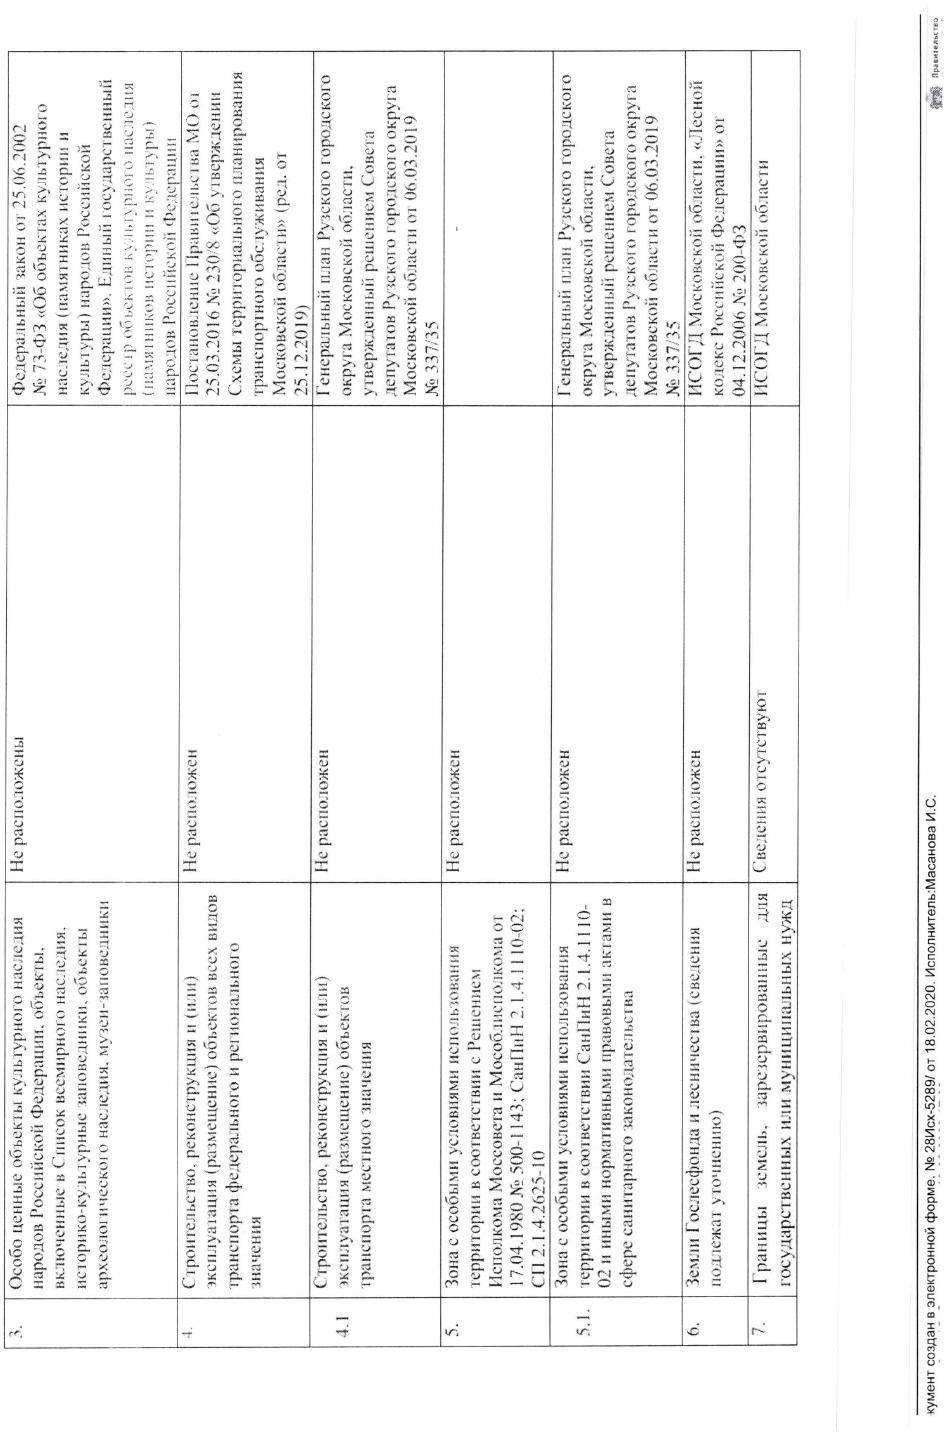 3.
Особо ценные объекты культурного наследия
народов Российской Федерации, объекты,
включенные в Список всемирного наследия,
историко-культурные заповедники, объекты
археологического наследия, музеи-заповедники
Не расположены
Федеральный закон от 25.06.2002
№ 73-ФЗ «Об объектах культурного
наследия (памятниках истории и
культуры) народов Российской
Федерации», Единый государственный
реестр объектов культурного наследия
(памятников истории и культуры)
народов Российской Федерации
4.
Строительство, реконструкция и (или)
эксплуатация (размещение) объектов всех видов
транспорта федерального и регионального
значения
Не расположен
Постановление Правительства МО от
25.03.2016 № 230/8 «Об утверждении
Схемы территориального планирования
транспортного обслуживания
Московской области» (ред. от
25.12.2019)
4.1
Строительство, реконструкция и (или)
эксплуатация (размещение) объектов
транспорта местного значения
Не расположен
Генеральный план Рузского городского
округа Московской области,
утвержденный решением Совета
депутатов Рузского городского округа
Московской области от 06.03.2019
№ 337/35
5.
Зона с особыми условиями использования
территории в соответствии с Решением
Исполкома Моссовета и Мособлисполкома от
17.04.1980 № 500-1143; СанПиН 2.1.4.1110-02;
СП 2.1.4.2625-10
Не расположен
-
5.1.
Зона с особыми условиями использования
территории в соответствии СанПиН 2.1.4.1110-
02 и иными нормативными правовыми актами в
сфере санитарного законодательства
Не расположен
Генеральный план Рузского городского
округа Московской области,
утвержденный решением Совета
депутатов Рузского городского округа
Московской области от 06.03.2019
№ 337/35
6.
Земли Гослесфонда и лесничества (сведения
подлежат уточнению)
Не расположен
ИСОГД Московской области, «Лесной
кодекс Российской Федерации» от
04.12.2006 № 200-ФЗ
7.
Границы земель, зарезервированные для
государственных или муниципальных нужд
Сведения отсутствуют
ИСОГД Московской области
кумент создан в электронной форме. № 28Исх-5289/ от 18.02.2020. Исполнитель:Масанова И.С.
Правительство